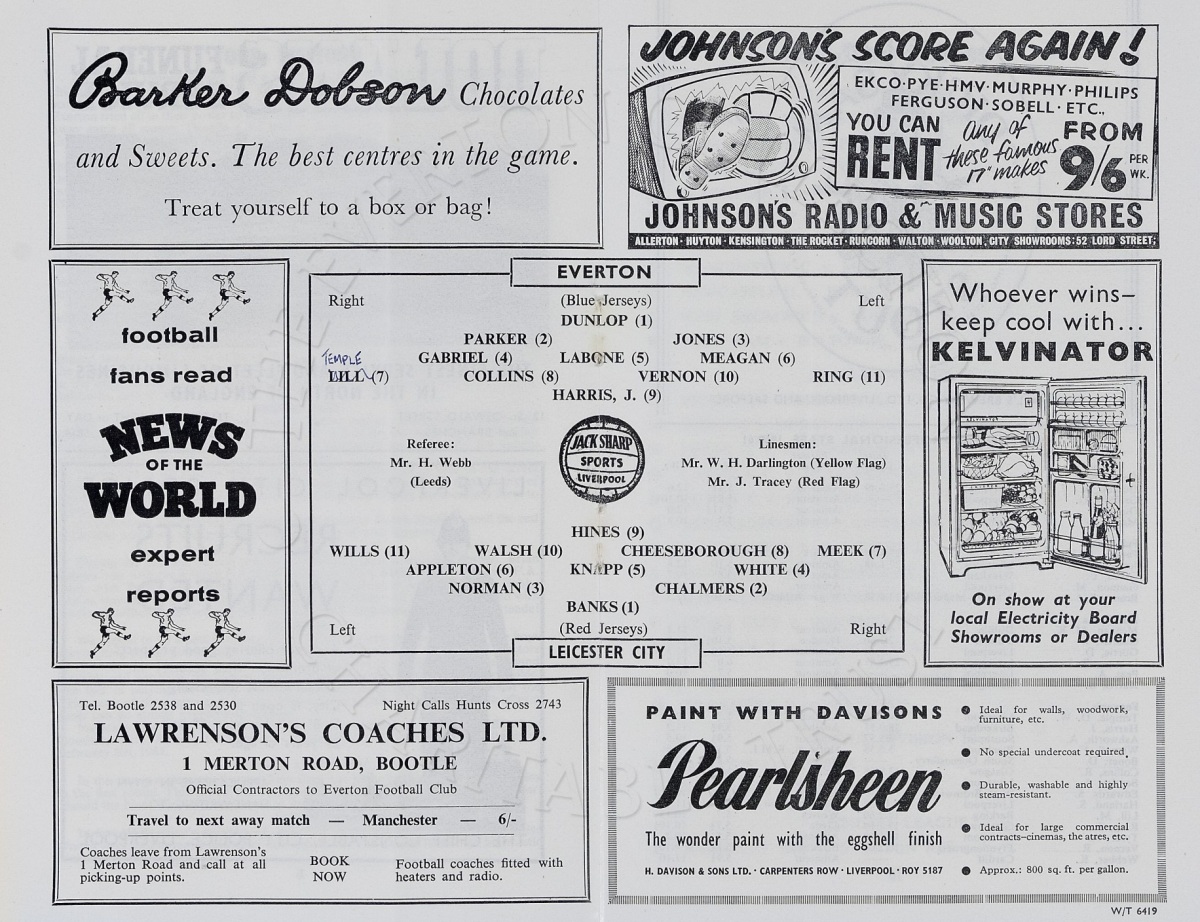 Barker Dobson Chocolates
and Sweets. The best centres in the game.
Treat yourself to a box or bag!
JOHNSON'S SCORE AGAIN!
EKCO · PYE · HMV · MURPHY · PHILIPS
FERGUSON · SOBELL · ETC.,
YOU CAN RENT any of these famous 17" makes FROM 9/6 PER WK.
JOHNSON'S RADIO & MUSIC STORES
ALLERTON · HUYTON · KENSINGTON · THE ROCKET · RUNCORN · WALTON · WOOLTON, CITY SHOWROOMS: 52 LORD STREET;
football
fans read
NEWS
OF THE
WORLD
expert
reports
EVERTON
Right (Blue Jerseys) Left
DUNLOP (1)
PARKER (2) JONES (3)
TEMPLE
GABRIEL (4) LABONE (5) MEAGAN (6)
LILL (7) COLLINS (8) VERNON (10) RING (11)
HARRIS, J. (9)
Referee:
Mr. H. Webb
(Leeds)
JACK SHARP
SPORTS
LIVERPOOL
Linesmen:
Mr. W. H. Darlington (Yellow Flag)
Mr. J. Tracey (Red Flag)
HINES (9)
WILLS (11) WALSH (10) CHEESEBOROUGH (8) MEEK (7)
APPLETON (6) KNAPP (5) WHITE (4)
NORMAN (3) CHALMERS (2)
BANKS (1)
Left (Red Jerseys) Right
LEICESTER CITY
Whoever wins–
keep cool with...
KELVINATOR
On show at your
local Electricity Board
Showrooms or Dealers
Tel. Bootle 2538 and 2530 Night Calls Hunts Cross 2743
LAWRENSON'S COACHES LTD.
1 MERTON ROAD, BOOTLE
Official Contractors to Everton Football Club
Travel to next away match — Manchester — 6/-
Coaches leave from Lawrenson's
1 Merton Road and call at all
picking-up points.
BOOK
NOW
Football coaches fitted with
heaters and radio.
PAINT WITH DAVISONS
Pearlsheen
The wonder paint with the eggshell finish
H. DAVISON & SONS LTD. · CARPENTERS ROW · LIVERPOOL · ROY 5187
● Ideal for walls, woodwork,
furniture, etc.
● No special undercoat required.
● Durable, washable and highly
steam-resistant.
● Ideal for large commercial
contracts–cinemas, the atres, etc.
● Approx.: 800 sq. ft. per gallon.
W/T 6419